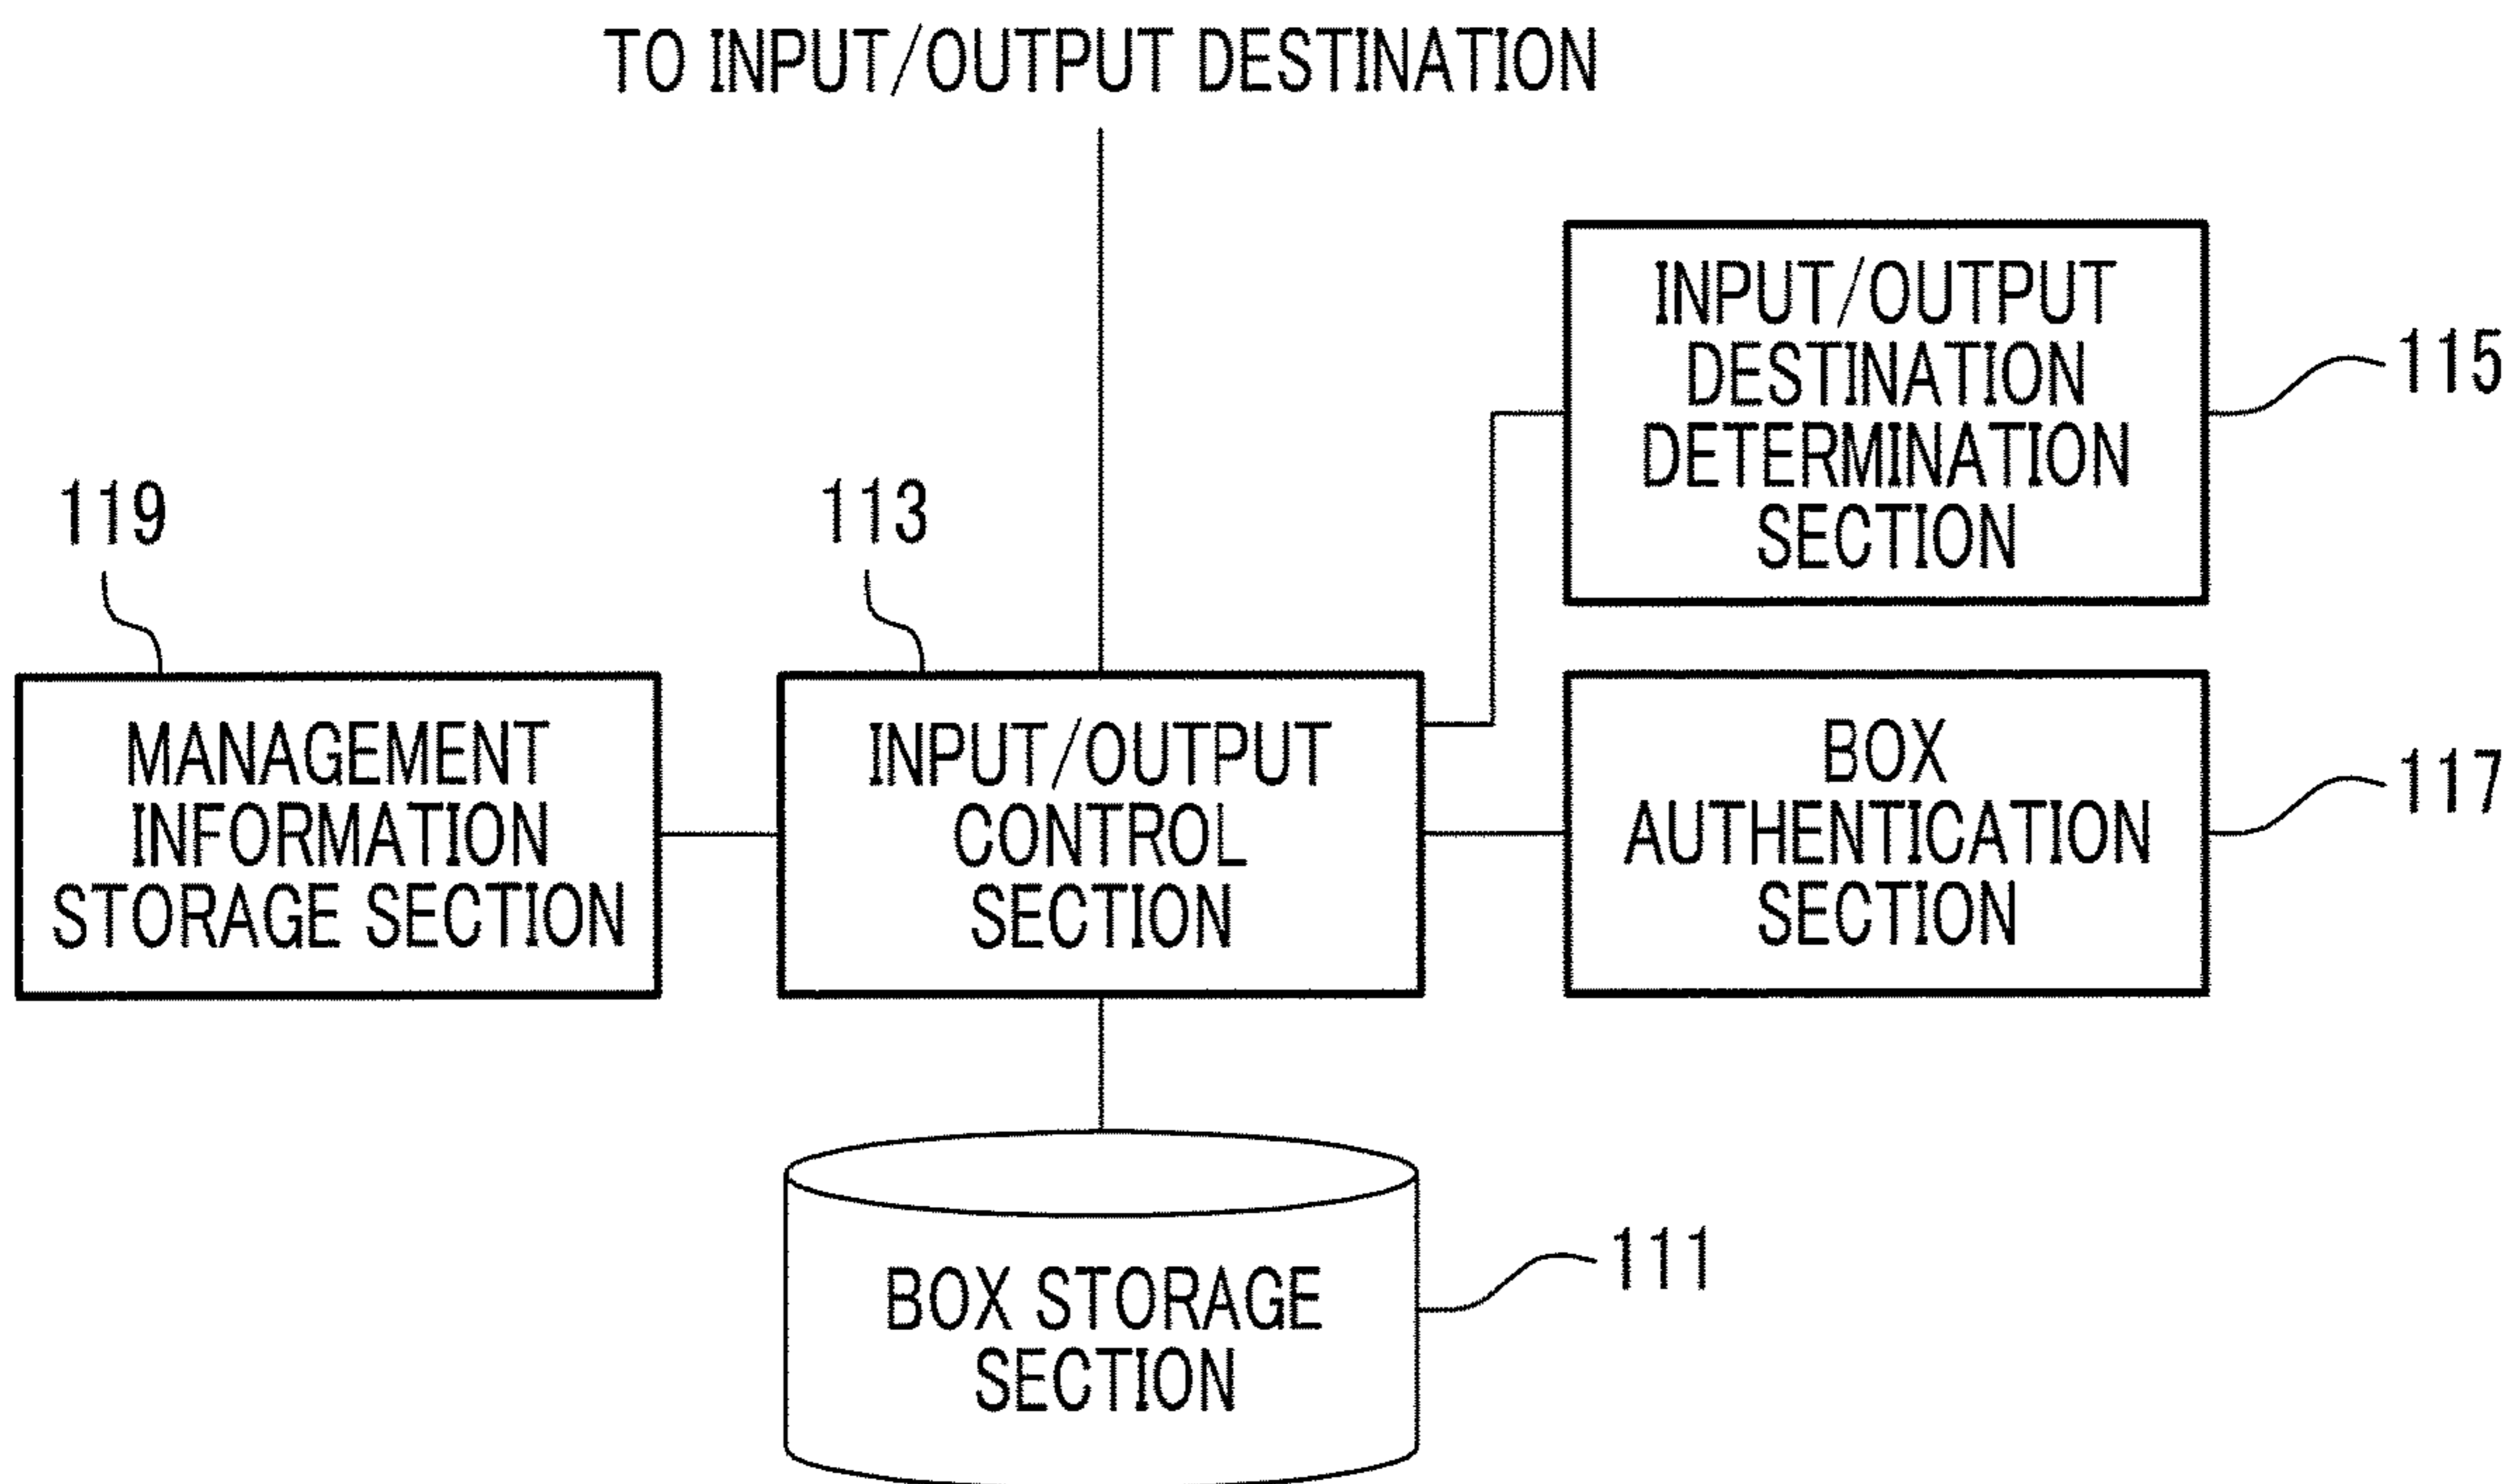 TO INPUT/OUTPUT DESTINATION
INPUT/OUTPUT
DESTINATION
DETERMINATION
SECTION
115
119
113
MANAGEMENT
INFORMATION
STORAGE SECTION
INPUT/OUTPUT
CONTROL
SECTION
BOX
AUTHENTICATION
SECTION
117
BOX STORAGE
SECTION
111